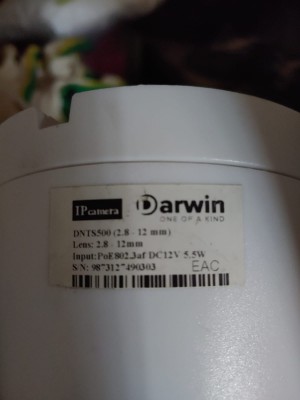 IP camera Darwin
ONE OF A KIND
DNTS500 (2.8 - 12 mm)
Lens: 2.8 - 12mm
Input:PoE802.3af DC12V 5.5W
S/N: 9873127490303 EAC